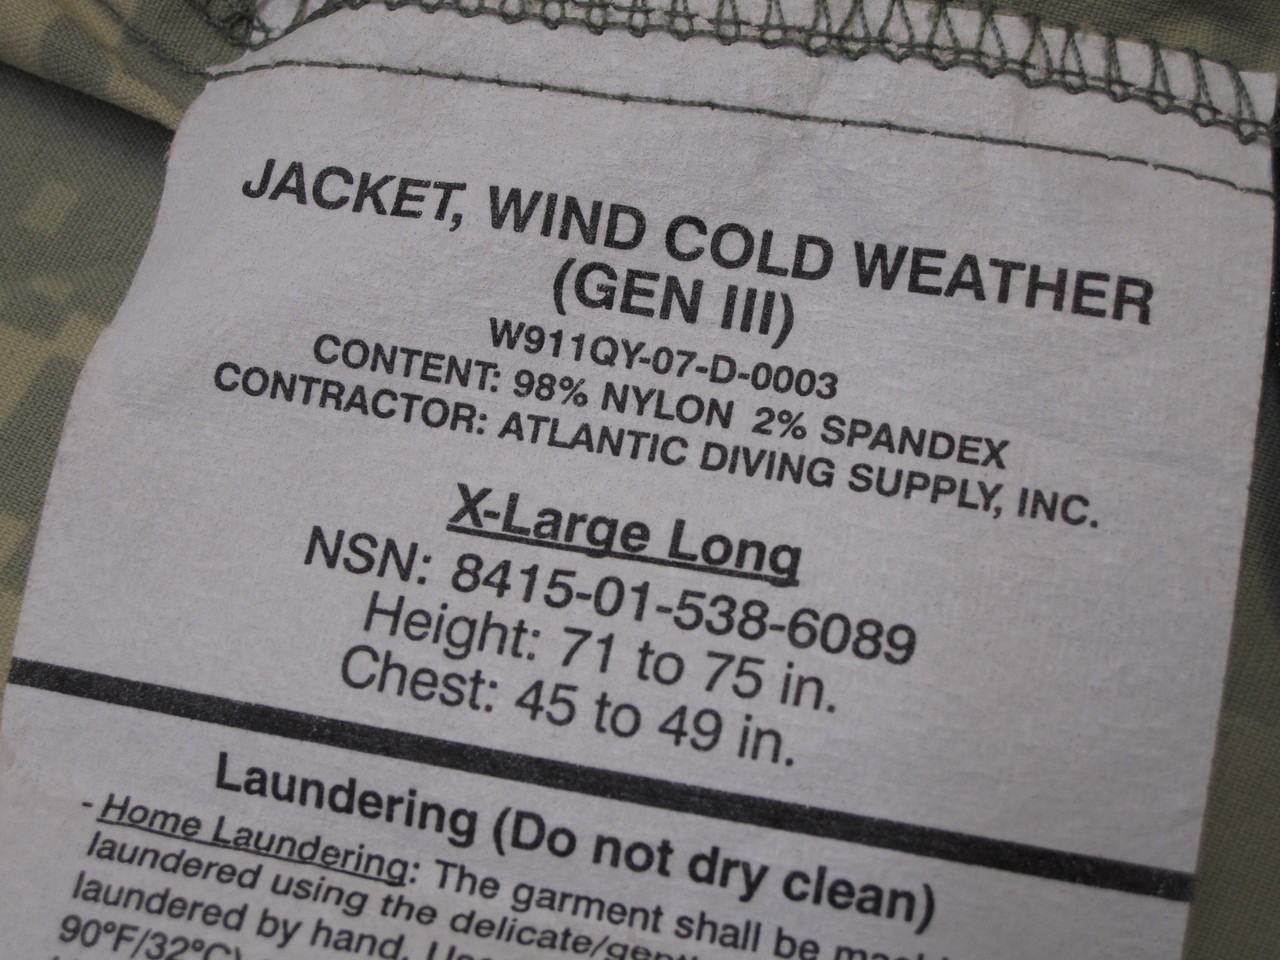 JACKET, WIND COLD WEATHER
(GEN III)
W911QY-07-D-0003
CONTENT: 98% NYLON 2% SPANDEX
CONTRACTOR: ATLANTIC DIVING SUPPLY, INC.
X-Large Long
NSN: 8415-01-538-6089
Height: 71 to 75 in.
Chest: 45 to 49 in.
Laundering (Do not dry clean)
- Home Laundering: The garment shall be
laundered using the
laundered by hand.
90°F/32°C)